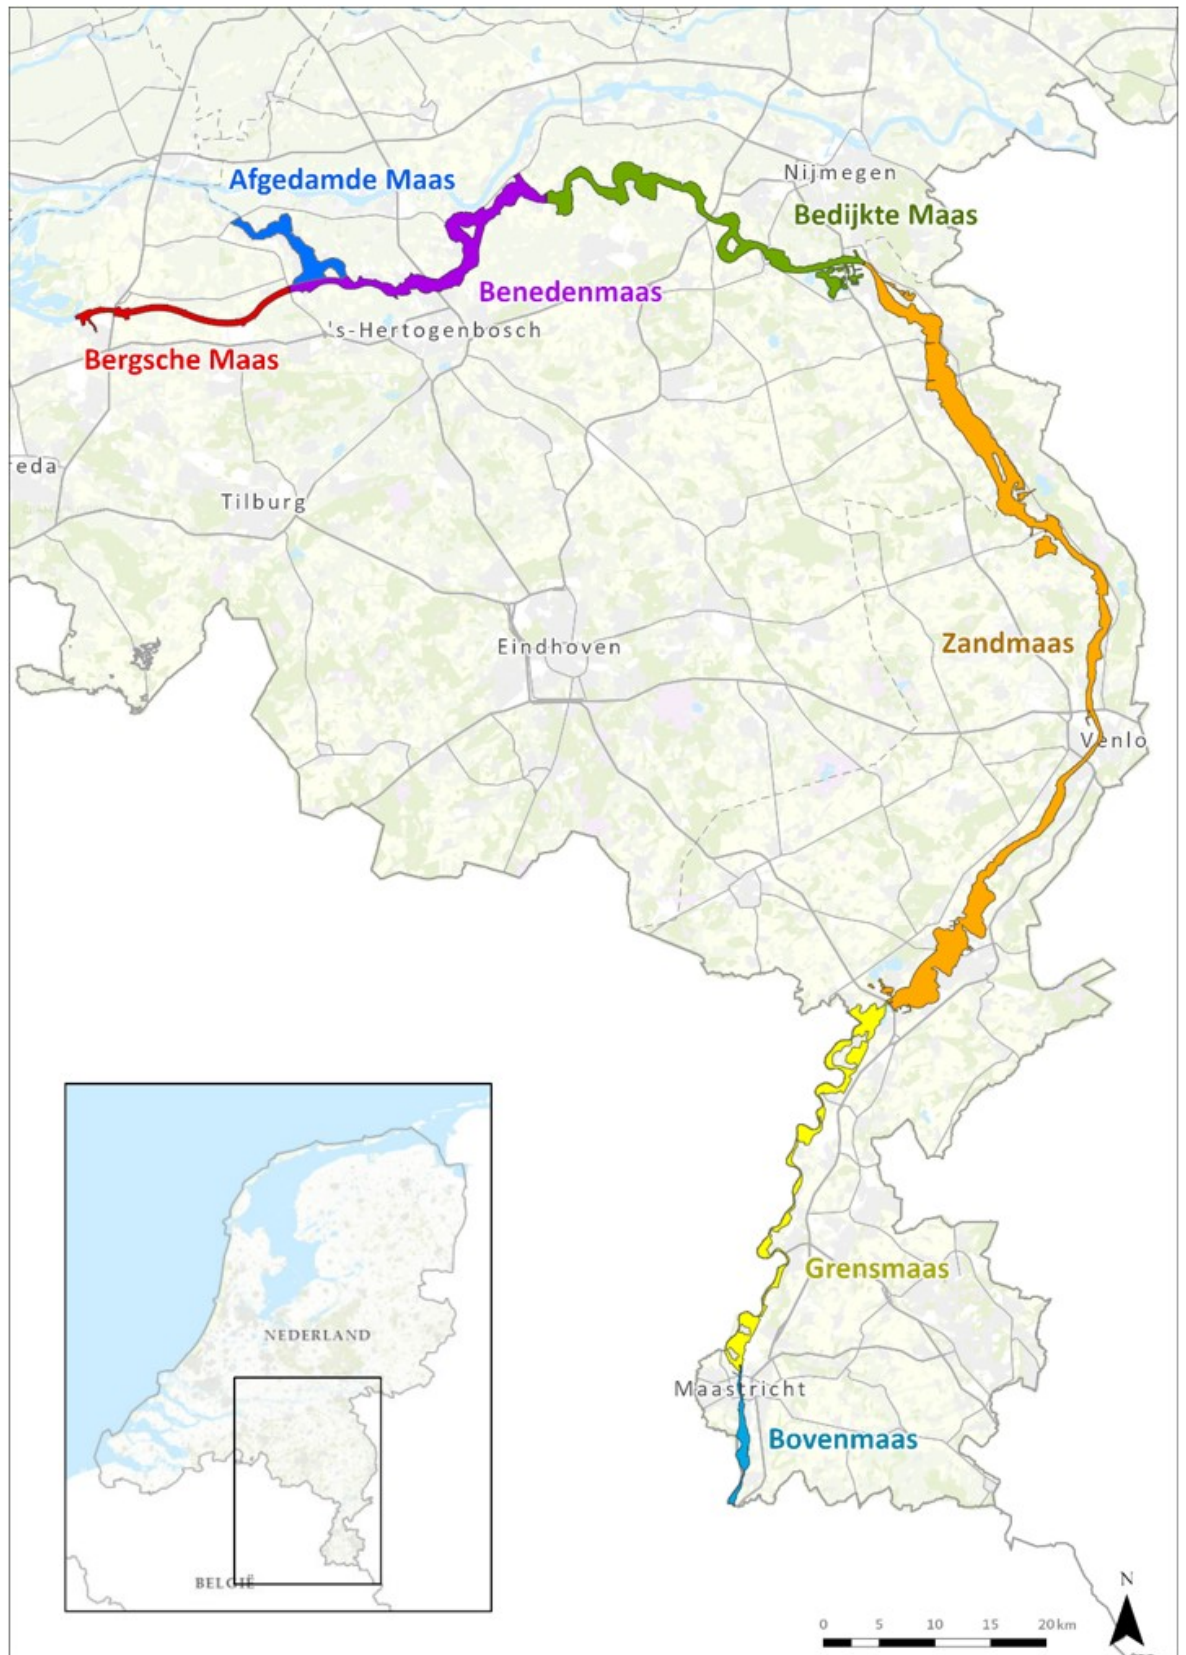 Nijmegen
Afgedamde Maas
Bedijkte Maas
Benedenmaas
's-Hertogenbosch
Bergsche Maas
reda
Tilburg
Eindhoven
Zandmaas
Venlo
Grensmaas
NEDERLAND
Maastricht
Bovenmaas
BELGIË
N
0 5 10 15 20 km